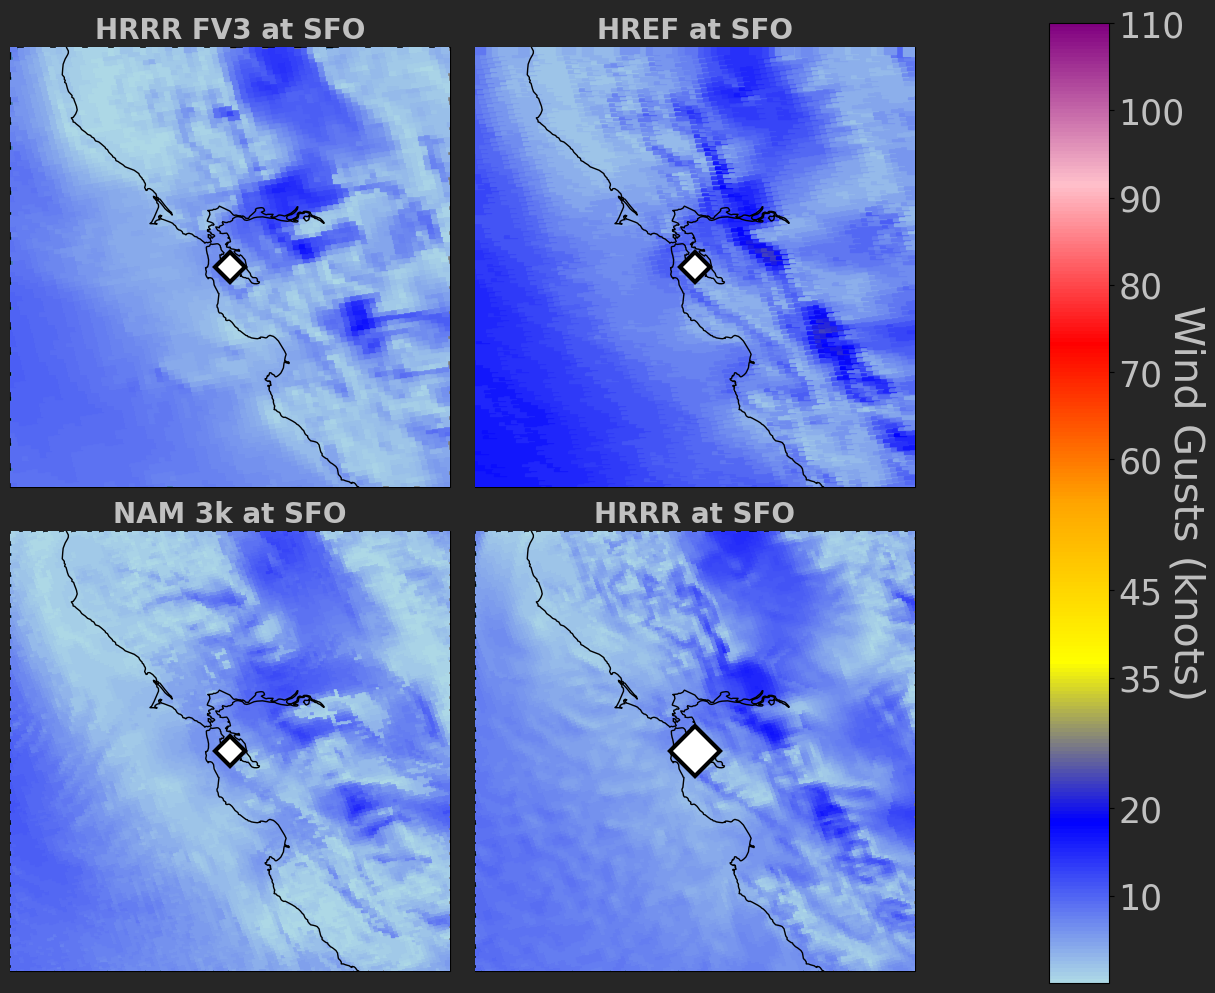 HRRR FV3 at SFO
HREF at SFO
NAM 3k at SFO
HRRR at SFO
110
100
90
80
70
60
45
35
20
10
Wind Gusts (knots)